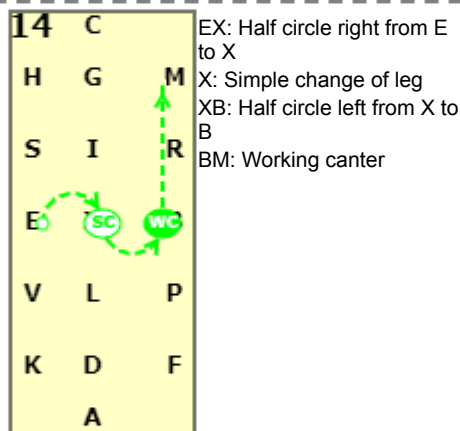 14 C
H G M
S I R
E SC WC
V L P
K D F
A
EX: Half circle right from E
to X
X: Simple change of leg
XB: Half circle left from X to
B
BM: Working canter